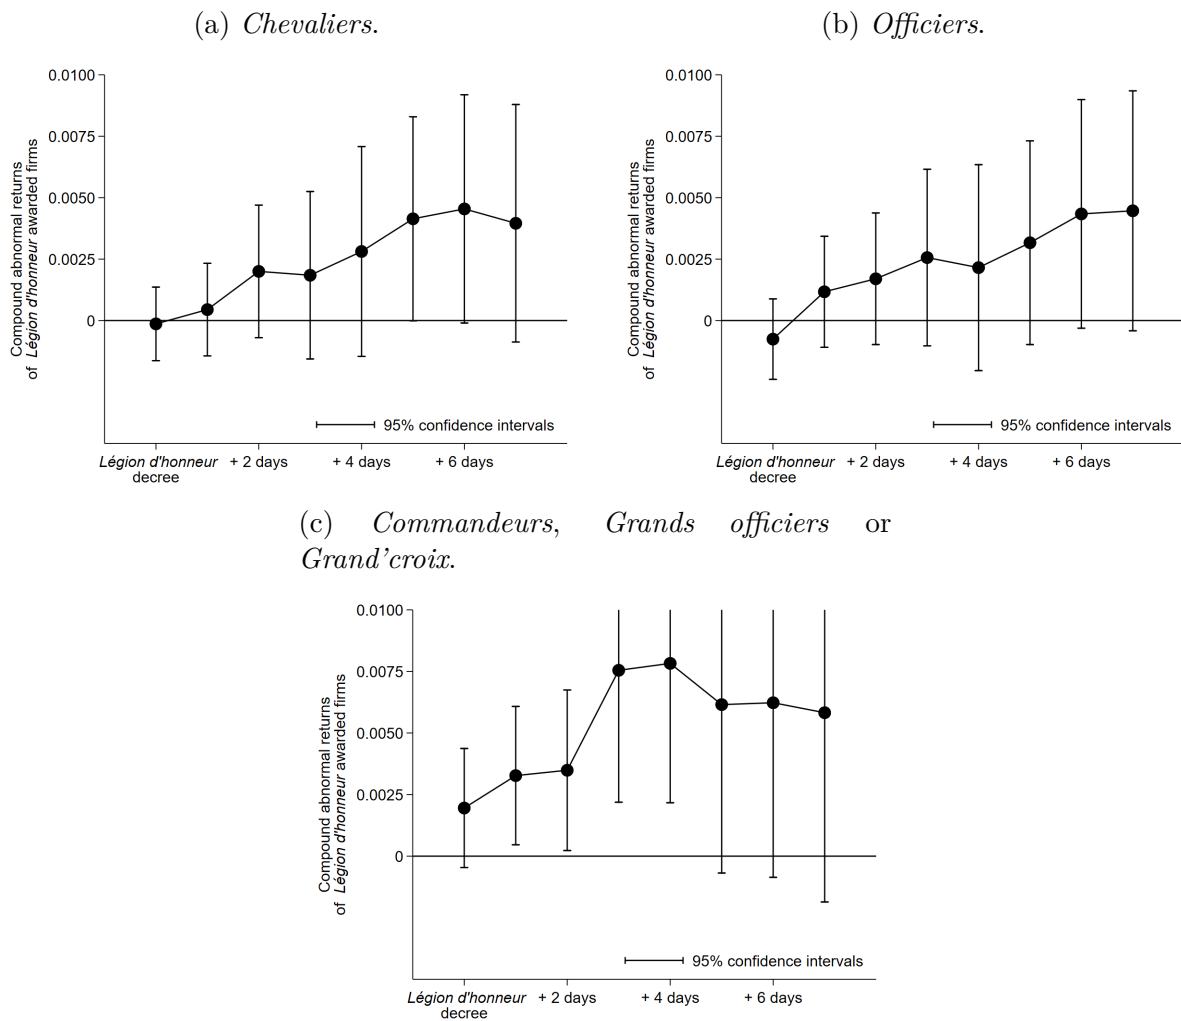 (a) Chevaliers.
0.0100
0.0075
0.0050
0.0025
0
Compound abnormal returns
of Légion d'honneur awarded firms
95% confidence intervals
Légion d'honneur
decree
+ 2 days
+ 4 days
+ 6 days
(b) Officiers.
0.0100
0.0075
0.0050
0.0025
0
Compound abnormal returns
of Légion d'honneur awarded firms
95% confidence intervals
Légion d'honneur
decree
+ 2 days
+ 4 days
+ 6 days
(c) Commandeurs, Grands officiers or
Grand'croix.
0.0100
0.0075
0.0050
0.0025
0
Compound abnormal returns
of Légion d'honneur awarded firms
95% confidence intervals
Légion d'honneur
decree
+ 2 days
+ 4 days
+ 6 days